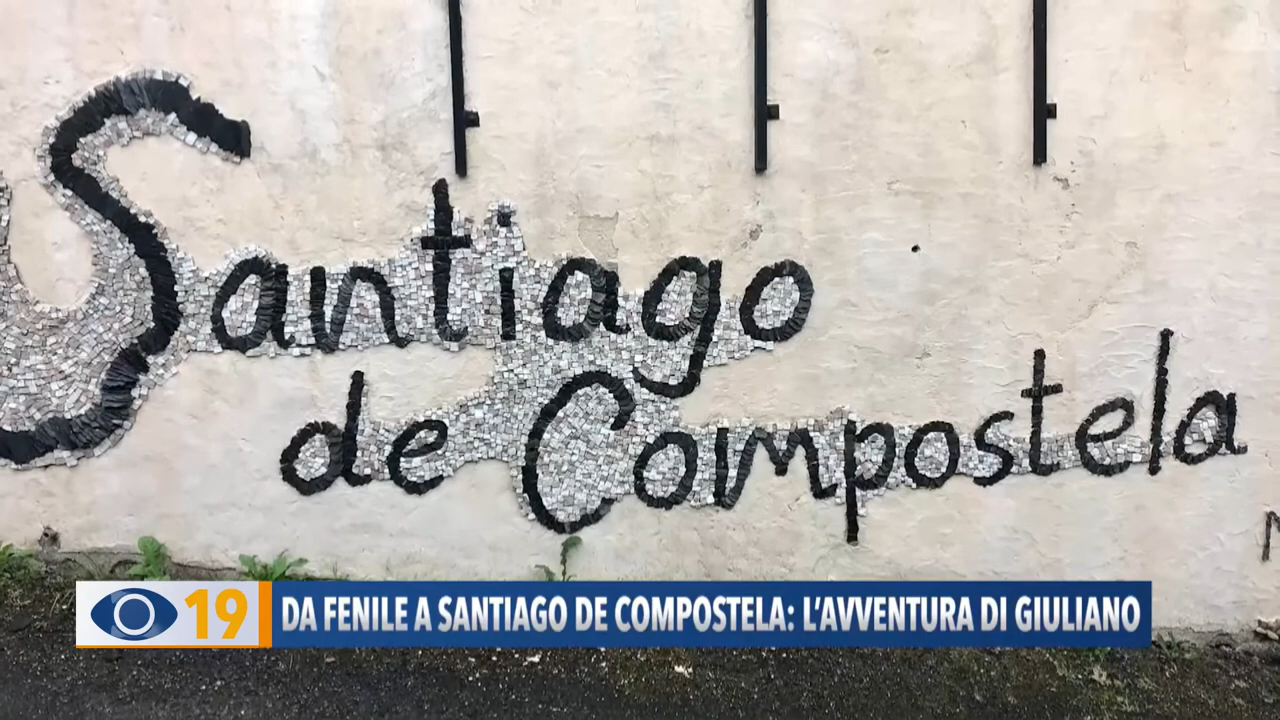 Santiago
de Compostela
19
DA FENILE A SANTIAGO DE COMPOSTELA: L'AVVENTURA DI GIULIANO